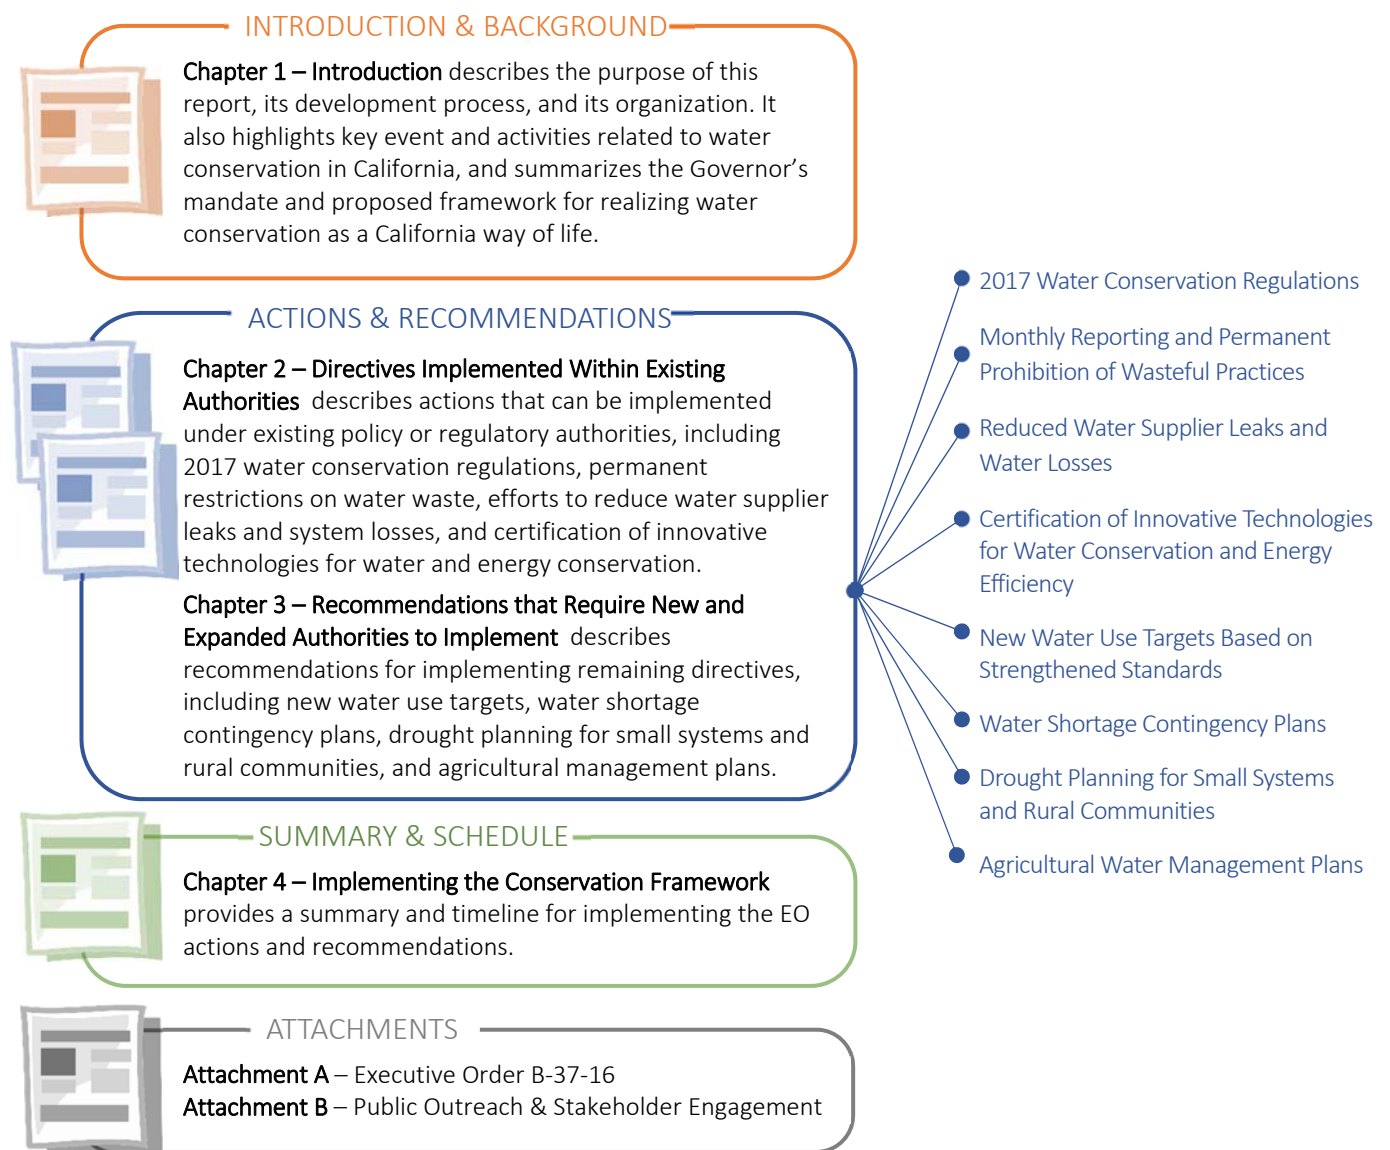 INTRODUCTION & BACKGROUND
Chapter 1 – Introduction describes the purpose of this
report, its development process, and its organization. It
also highlights key event and activities related to water
conservation in California, and summarizes the Governor's
mandate and proposed framework for realizing water
conservation as a California way of life.
ACTIONS & RECOMMENDATIONS
Chapter 2 – Directives Implemented Within Existing
Authorities describes actions that can be implemented
under existing policy or regulatory authorities, including
2017 water conservation regulations, permanent
restrictions on water waste, efforts to reduce water supplier
leaks and system losses, and certification of innovative
technologies for water and energy conservation.
Chapter 3 – Recommendations that Require New and
Expanded Authorities to Implement describes
recommendations for implementing remaining directives,
including new water use targets, water shortage
contingency plans, drought planning for small systems and
rural communities, and agricultural management plans.
2017 Water Conservation Regulations
Monthly Reporting and Permanent
Prohibition of Wasteful Practices
Reduced Water Supplier Leaks and
Water Losses
Certification of Innovative Technologies
for Water Conservation and Energy
Efficiency
New Water Use Targets Based on
Strengthened Standards
Water Shortage Contingency Plans
Drought Planning for Small Systems
and Rural Communities
Agricultural Water Management Plans
SUMMARY & SCHEDULE
Chapter 4 – Implementing the Conservation Framework
provides a summary and timeline for implementing the EO
actions and recommendations.
ATTACHMENTS
Attachment A – Executive Order B-37-16
Attachment B – Public Outreach & Stakeholder Engagement